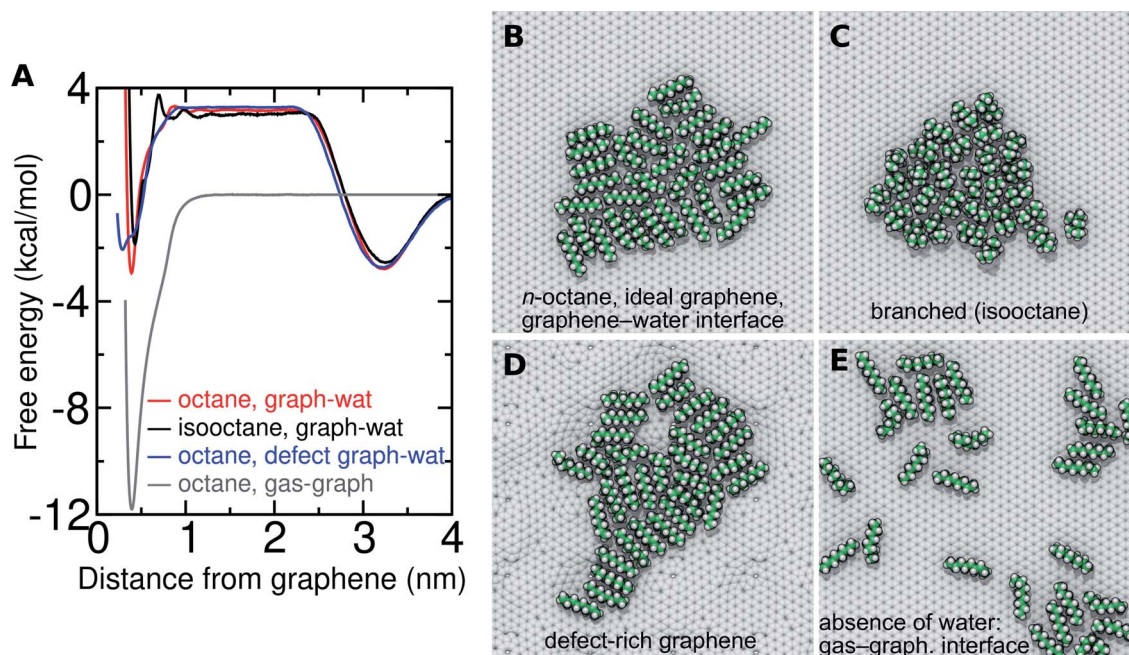 A
4
0
-4
-8
-12
Free energy (kcal/mol)
octane, graph-wat
isooctane, graph-wat
octane, defect graph-wat
octane, gas-graph
0
1
2
3
4
Distance from graphene (nm)
B
n-octane, ideal graphene,
graphene–water interface
C
branched (isooctane)
D
defect-rich graphene
E
absence of water:
gas–graph. interface